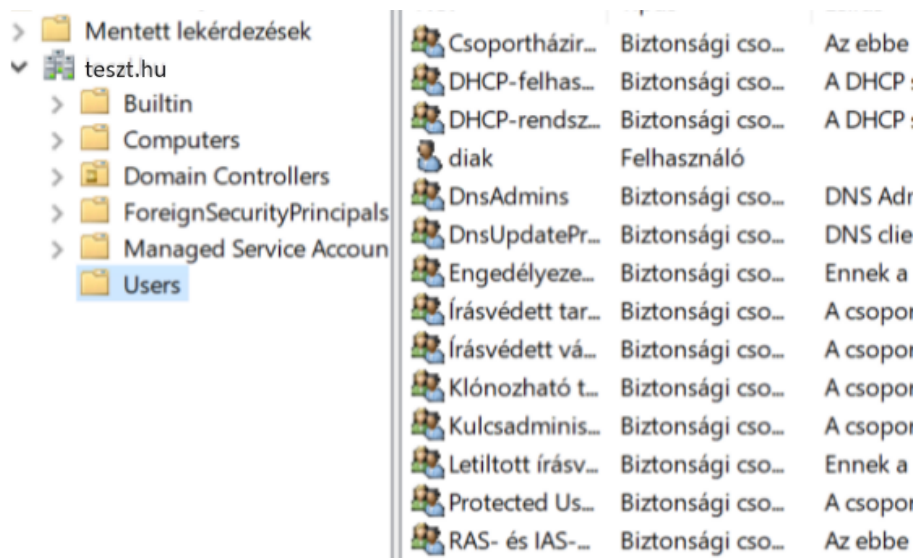 Mentett lekérdezések
teszt.hu
Builtin
Computers
Domain Controllers
ForeignSecurityPrincipals
Managed Service Accoun
Users
Csoportházir... Biztonsági cso... Az ebbe
DHCP-felhas... Biztonsági cso... A DHCP s
DHCP-rendsz... Biztonsági cso... A DHCP s
diak Felhasználó
DnsAdmins Biztonsági cso... DNS Adr
DnsUpdatePr... Biztonsági cso... DNS clie
Engedélyeze... Biztonsági cso... Ennek a
Írásvédett tar... Biztonsági cso... A csopor
Írásvédett vá... Biztonsági cso... A csopor
Klónozható t... Biztonsági cso... A csopor
Kulcsadminis... Biztonsági cso... A csopor
Letiltott írásv... Biztonsági cso... Ennek a
Protected Us... Biztonsági cso... A csopor
RAS- és IAS-... Biztonsági cso... Az ebbe